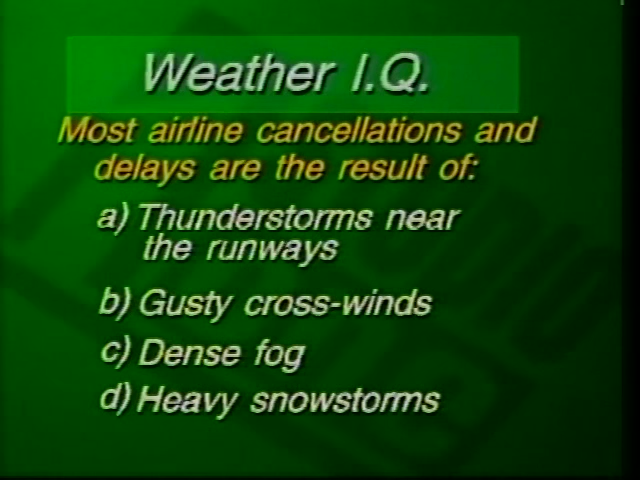 Weather I.Q.
Most airline cancellations and
delays are the result of:
a) Thunderstorms near
the runways
b) Gusty cross-winds
c) Dense fog
d) Heavy snowstorms